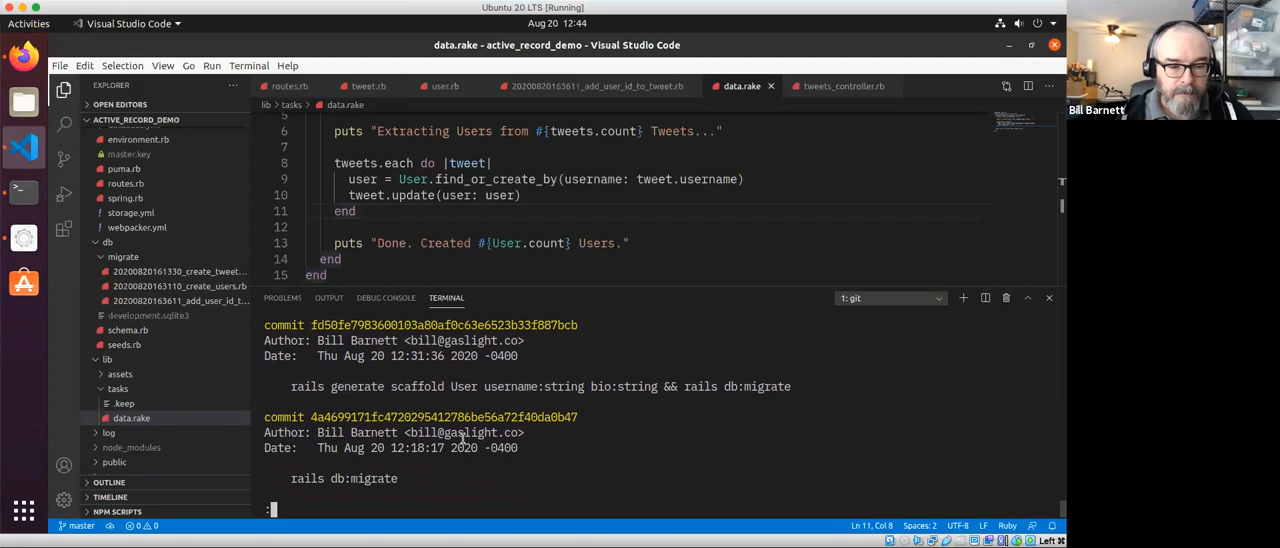 Ubuntu 20 LTS [Running]
Activities
Visual Studio Code
Aug 20 12:44
data.rake - active_record_demo - Visual Studio Code
File Edit Selection View Go Run Terminal Help
Bill Barnett
EXPLORER
routes.rb
tweet.rb
user.rb
20200820163611_add_user_id_to_tweet.rb
data.rake
tweets_controller.rb
OPEN EDITORS
lib > tasks > data.rake
ACTIVE_RECORD_DEMO
environment.rb
master.key
puma.rb
routes.rb
spring.rb
storage.yml
webpacker.yml
db
migrate
20200820161330_create_tweet...
20200820163110_create_users.rb
20200820163611_add_user_id_t...
development.sqlite3
schema.rb
seeds.rb
lib
assets
tasks
.keep
data.rake
log
node_modules
public
OUTLINE
TIMELINE
NPM SCRIPTS
5
6 puts "Extracting Users from #{tweets.count} Tweets..."
7
8 tweets.each do |tweet|
9 user = User.find_or_create_by(username: tweet.username)
10 tweet.update(user: user)
11 end
12
13 puts "Done. Created #{User.count} Users."
14 end
15 end
PROBLEMS OUTPUT DEBUG CONSOLE TERMINAL
1: git
commit fd50fe7983600103a80af0c63e6523b33f887bcb
Author: Bill Barnett <bill@gaslight.co>
Date: Thu Aug 20 12:31:36 2020 -0400
rails generate scaffold User username:string bio:string && rails db:migrate
commit 4a4699171fc4720295412786be56a72f40da0b47
Author: Bill Barnett <bill@gaslight.co>
Date: Thu Aug 20 12:18:17 2020 -0400
rails db:migrate
:
master
0 0
Ln 11, Col 8
Spaces: 2
UTF-8
LF
Ruby
Left ⌘